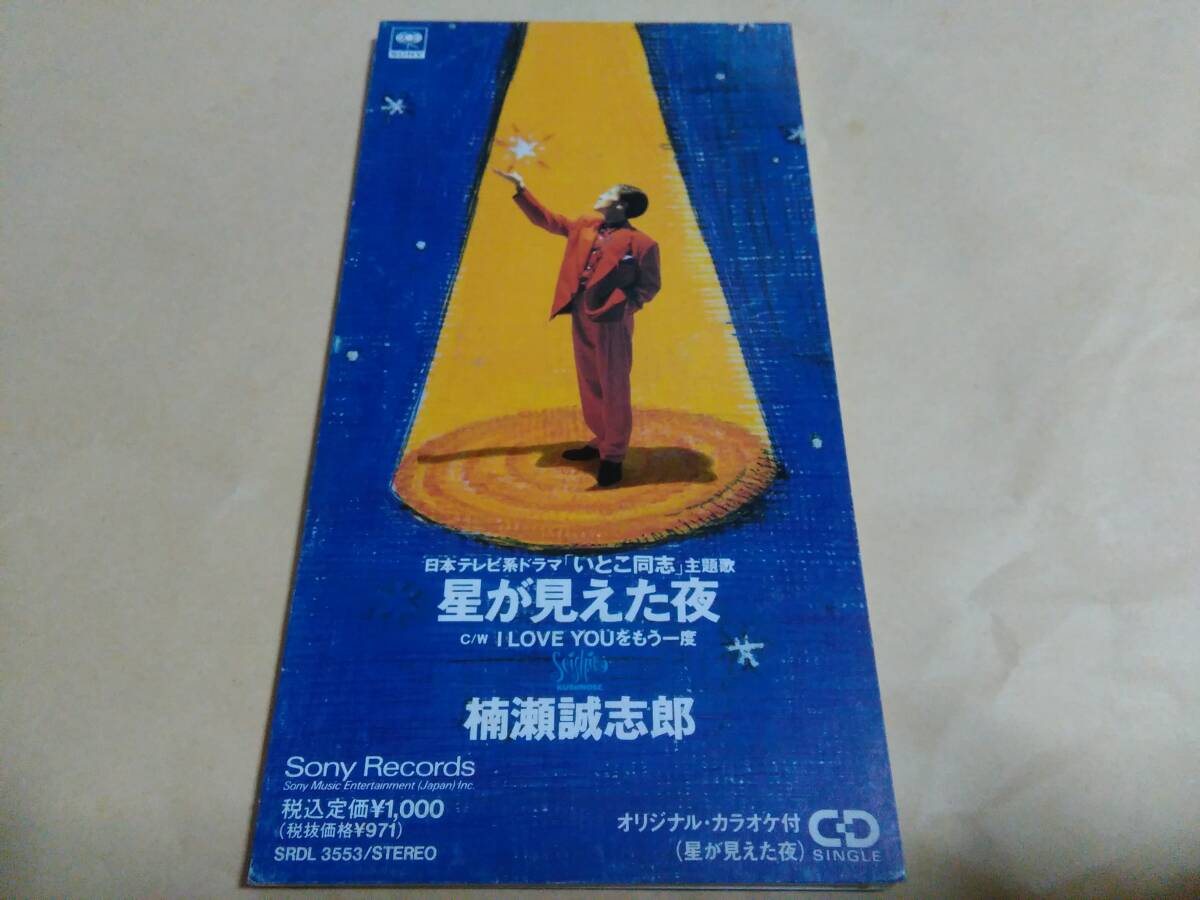 SONY
日本テレビ系ドラマ「いとこ同志」主題歌
星が見えた夜
C/W I LOVE YOUをもう一度
Seishiro
KUSUNOSE
楠瀬誠志郎
Sony Records
Sony Music Entertainment (Japan) Inc.
税込定価¥1,000
(税抜価格¥971)
SRDL 3553/STEREO
オリジナル・カラオケ付
(星が見えた夜)
CD
SINGLE